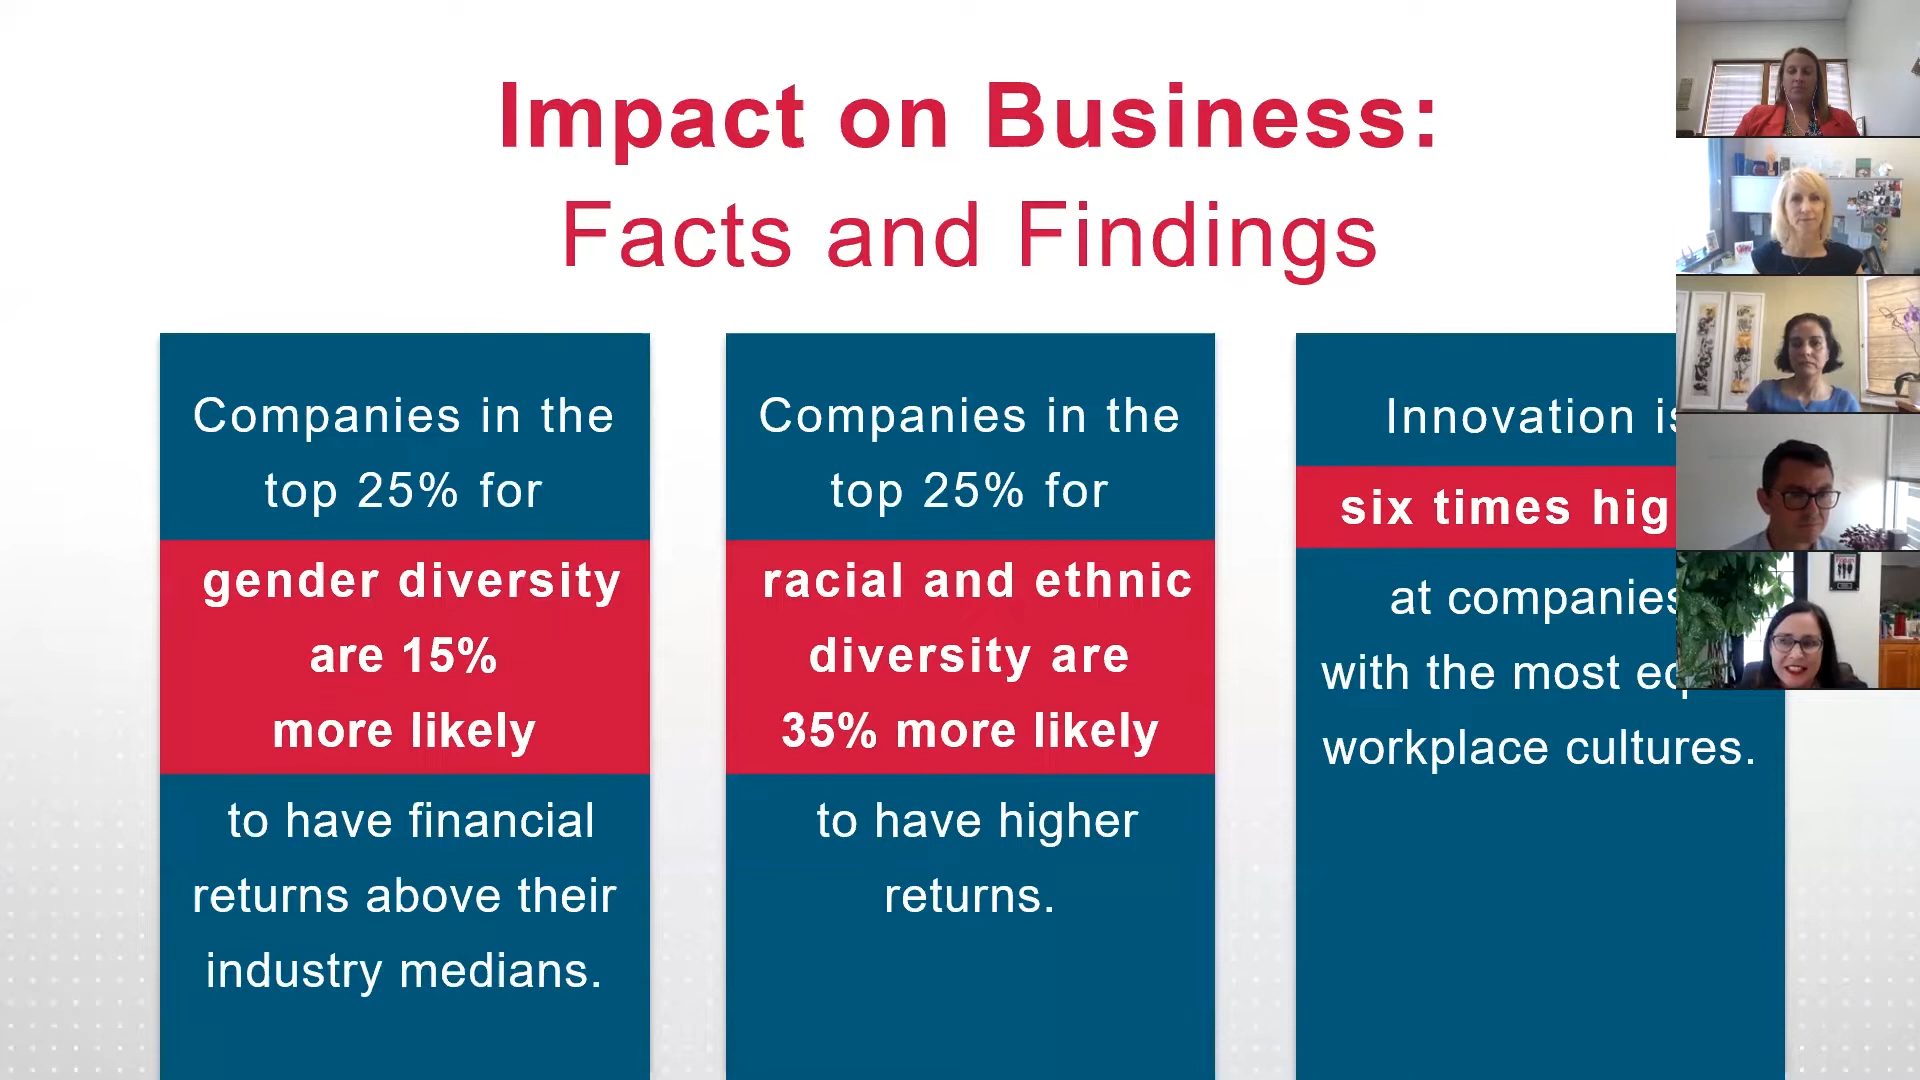 Impact on Business:
Facts and Findings
Companies in the
top 25% for
gender diversity
are 15%
more likely
to have financial
returns above their
industry medians.
Companies in the
top 25% for
racial and ethnic
diversity are
35% more likely
to have higher
returns.
Innovation is
six times hig
at companies
with the most
workplace cultures.